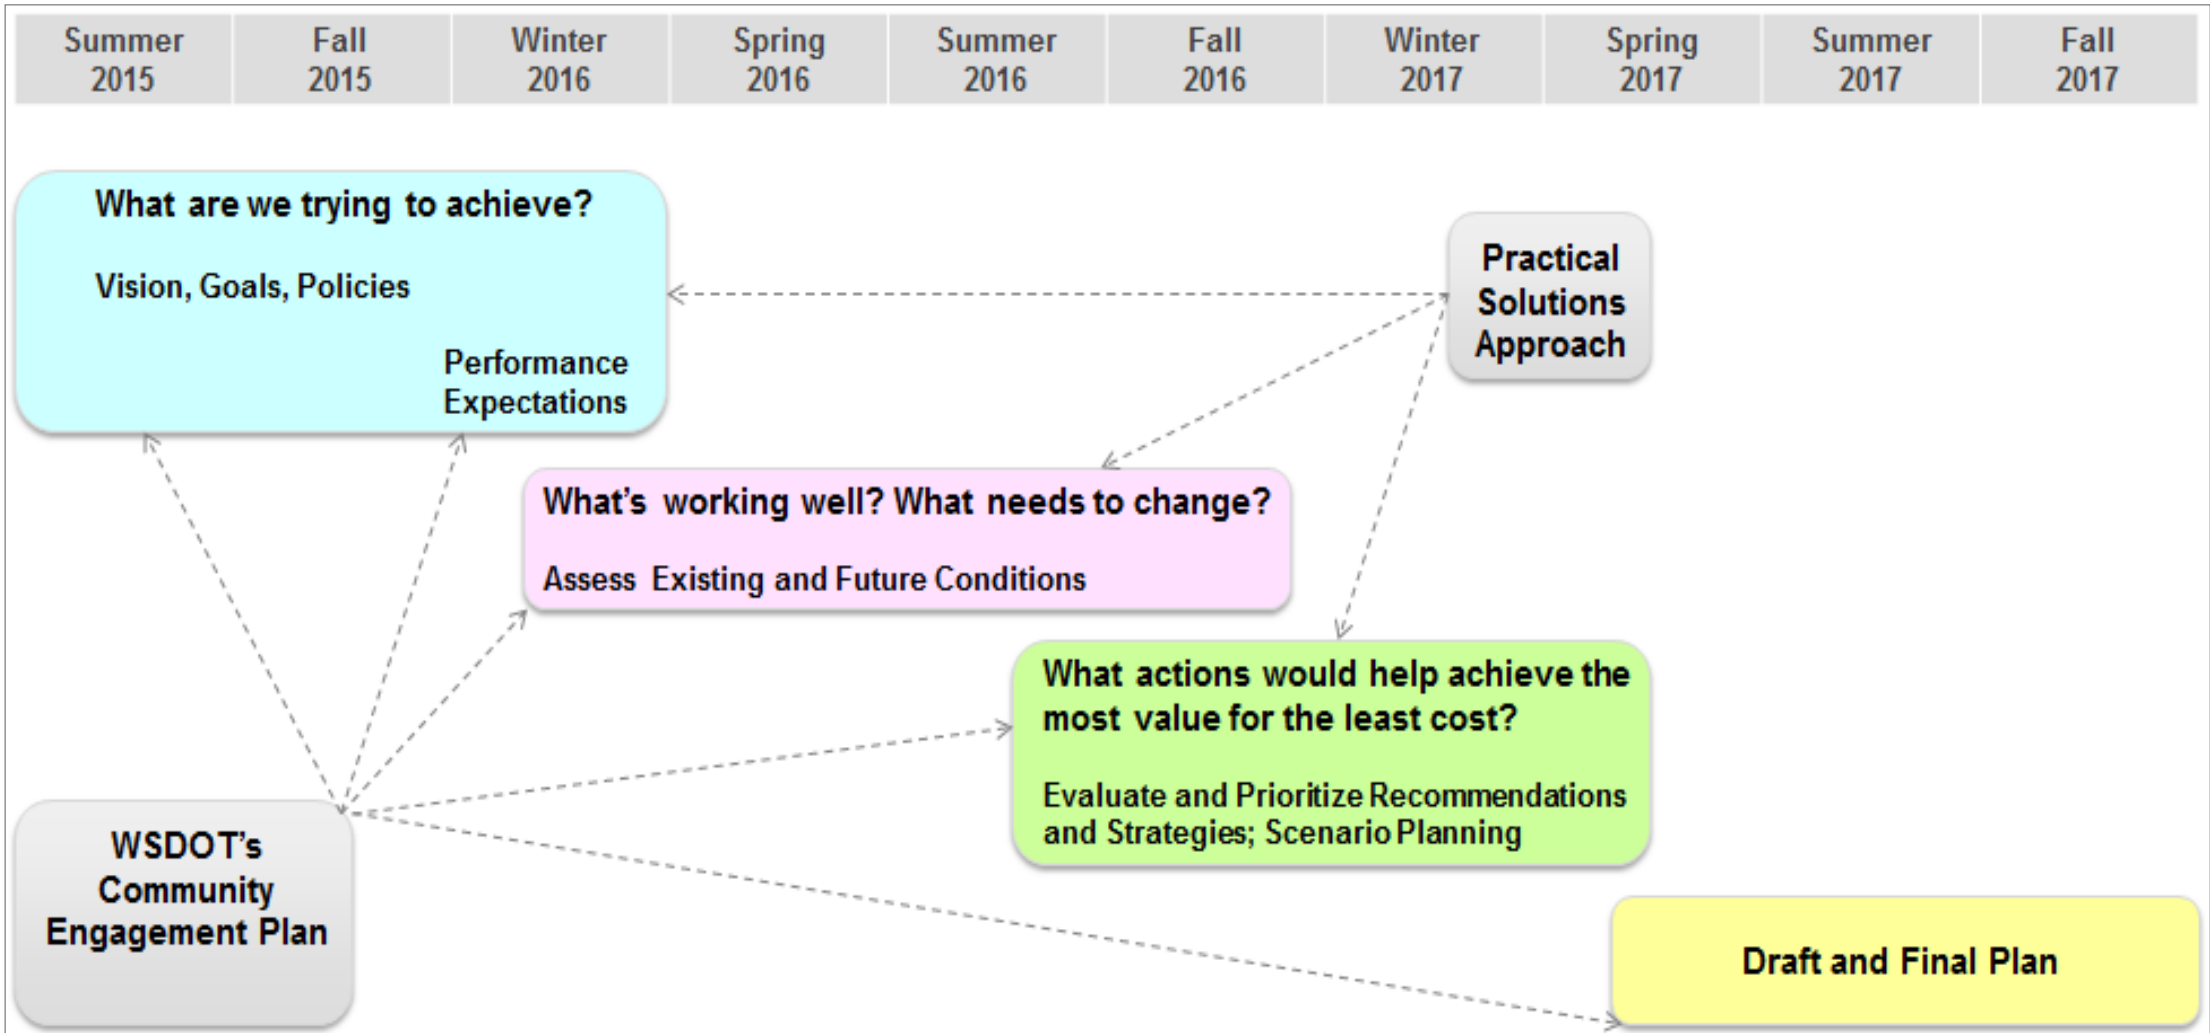 Summer
2015
Fall
2015
Winter
2016
Spring
2016
Summer
2016
Fall
2016
Winter
2017
Spring
2017
Summer
2017
Fall
2017
What are we trying to achieve?
Vision, Goals, Policies
Performance
Expectations
Practical
Solutions
Approach
What's working well? What needs to change?
Assess Existing and Future Conditions
What actions would help achieve the
most value for the least cost?
Evaluate and Prioritize Recommendations
and Strategies; Scenario Planning
WSDOT's
Community
Engagement Plan
Draft and Final Plan